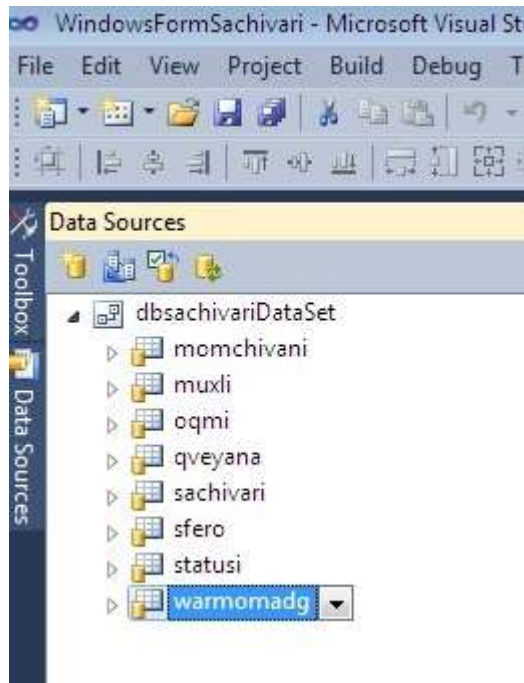 WindowsFormSachivari - Microsoft Visual St
File Edit View Project Build Debug T
Data Sources
Toolbox
Data Sources
dbsachivariDataSet
momchivani
muxli
oqmi
qveyana
sachivari
sfero
statusi
warmomadg